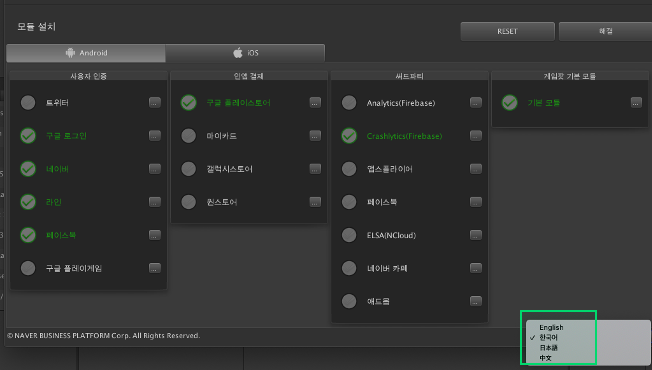 모듈 설치
RESET
해결
Android
iOS
사용자 인증
트위터
구글 로그인
네이버
라인
페이스북
구글 플레이게임
인앱 결제
구글 플레이스토어
마이카드
갤럭시스토어
원스토어
써드파티
Analytics(Firebase)
Crashlytics(Firebase)
앱스플라이어
페이스북
ELSA(NCloud)
네이버 카페
애드롭
게임팟 기본 모듈
기본 모듈
© NAVER BUSINESS PLATFORM Corp. All Rights Reserved.
English
✓ 한국어
日本語
中文